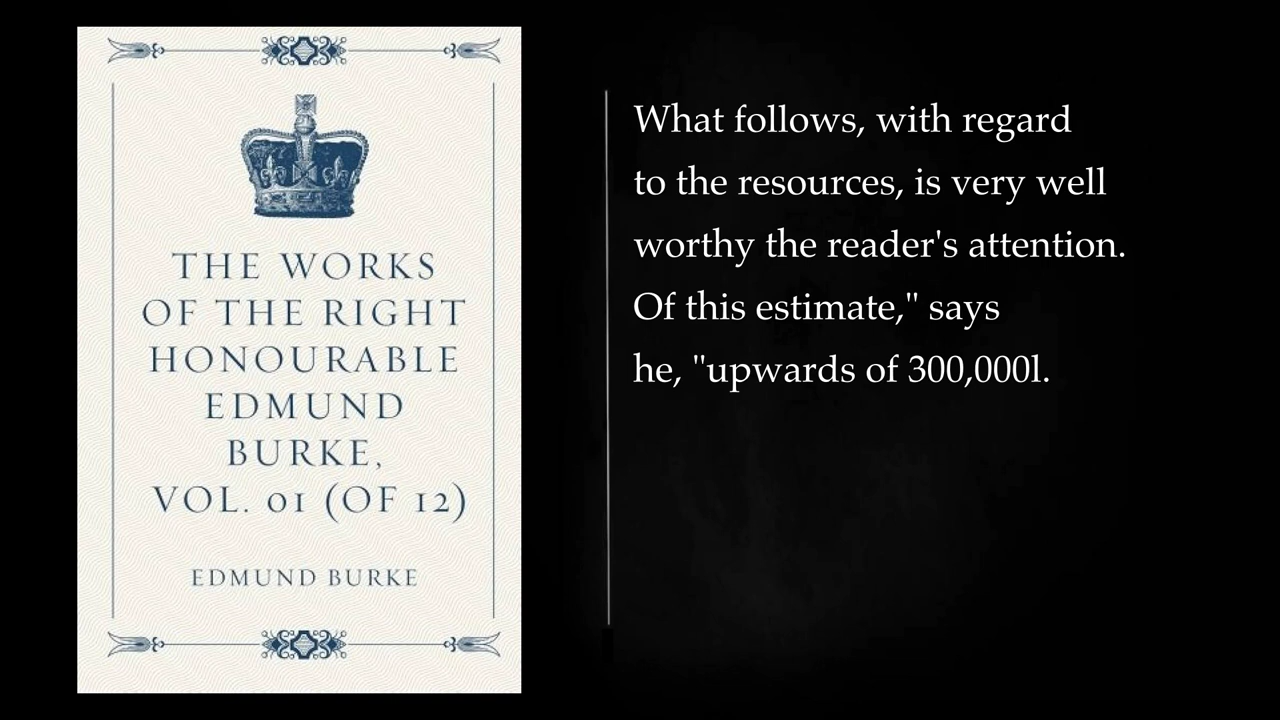 THE WORKS
OF THE RIGHT
HONOURABLE
EDMUND
BURKE,
VOL. 01 (OF 12)
EDMUND BURKE
What follows, with regard
to the resources, is very well
worthy the reader's attention.
Of this estimate," says
he, "upwards of 300,000l.